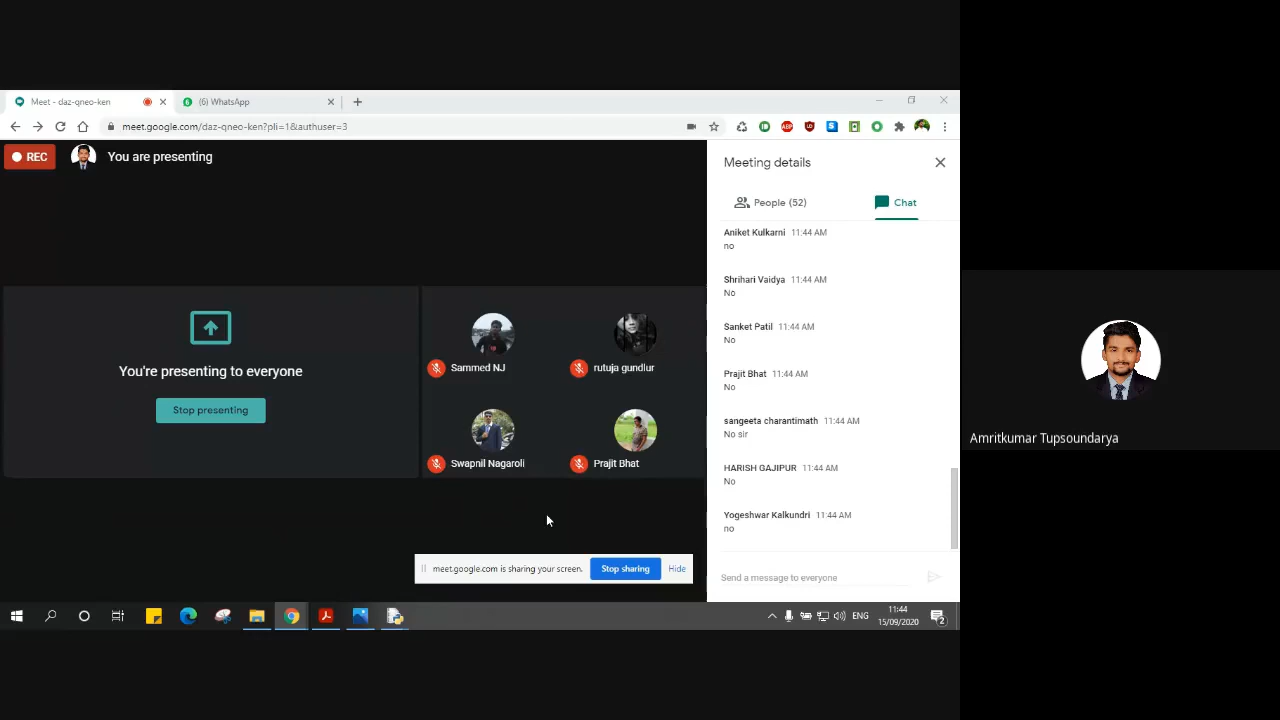 Meet - daz-qneo-ken
(6) WhatsApp
meet.google.com/daz-qneo-ken?pli=1&authuser=3
ABP
REC
You are presenting
Meeting details
People (52)
Chat
Aniket Kulkarni 11:44 AM
no
Shrihari Vaidya 11:44 AM
No
Sanket Patil 11:44 AM
No
Prajit Bhat 11:44 AM
No
sangeeta charantimath 11:44 AM
No sir
HARISH GAJIPUR 11:44 AM
No
Yogeshwar Kalkundri 11:44 AM
no
Send a message to everyone
You're presenting to everyone
Stop presenting
Sammed NJ
rutuja gundlur
Swapnil Nagaroli
Prajit Bhat
meet.google.com is sharing your screen.
Stop sharing
Hide
Amritkumar Tupsoundarya
ENG
11:44
15/09/2020
2